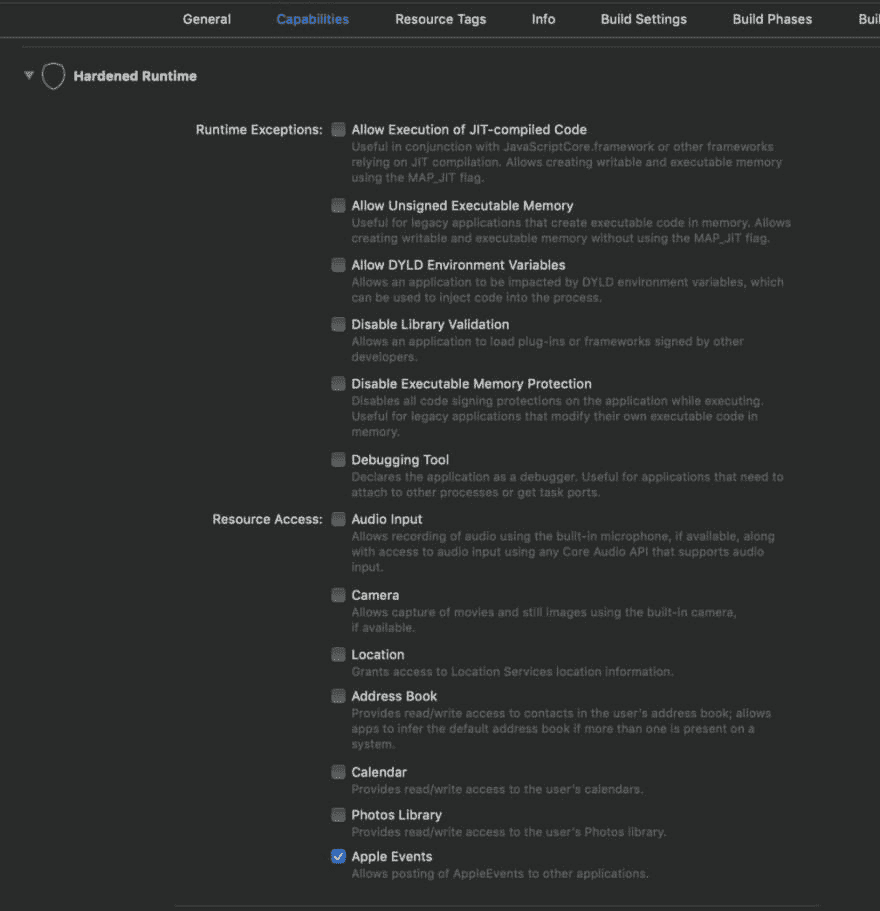 General Capabilities Resource Tags Info Build Settings Build Phases Buil
Hardened Runtime
Runtime Exceptions: Allow Execution of JIT-compiled Code
Useful in conjunction with JavaScriptCore.framework or other frameworks
relying on JIT compilation. Allows creating writable and executable memory
using the MAP_JIT flag.
Allow Unsigned Executable Memory
Useful for legacy applications that create executable code in memory. Allows
creating writable and executable memory without using the MAP_JIT flag.
Allow DYLD Environment Variables
Allows an application to be impacted by DYLD environment variables, which
can be used to inject code into the process.
Disable Library Validation
Allows an application to load plug-ins or frameworks signed by other
developers.
Disable Executable Memory Protection
Disables all code signing protections on the application while executing.
Useful for legacy applications that modify their own executable code in
memory.
Debugging Tool
Declares the application as a debugger. Useful for applications that need to
attach to other processes or get task ports.
Resource Access: Audio Input
Allows recording of audio using the built-in microphone, if available, along
with access to audio input using any Core Audio API that supports audio
input.
Camera
Allows capture of movies and still images using the built-in camera,
if available.
Location
Grants access to Location Services location information.
Address Book
Provides read/write access to contacts in the user's address book; allows
apps to infer the default address book if more than one is present on a
system.
Calendar
Provides read/write access to the user's calendars.
Photos Library
Provides read/write access to the user's Photos library.
Apple Events
Allows posting of AppleEvents to other applications.